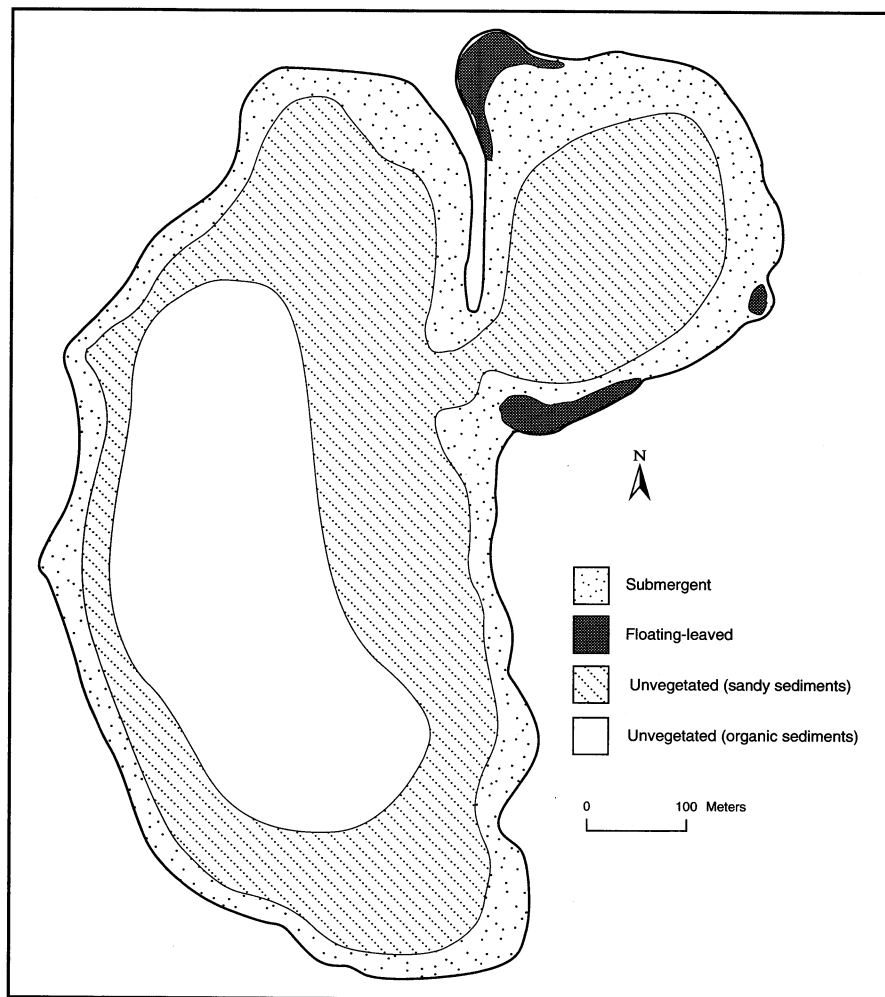 N
Submergent
Floating-leaved
Unvegetated (sandy sediments)
Unvegetated (organic sediments)
0 100 Meters